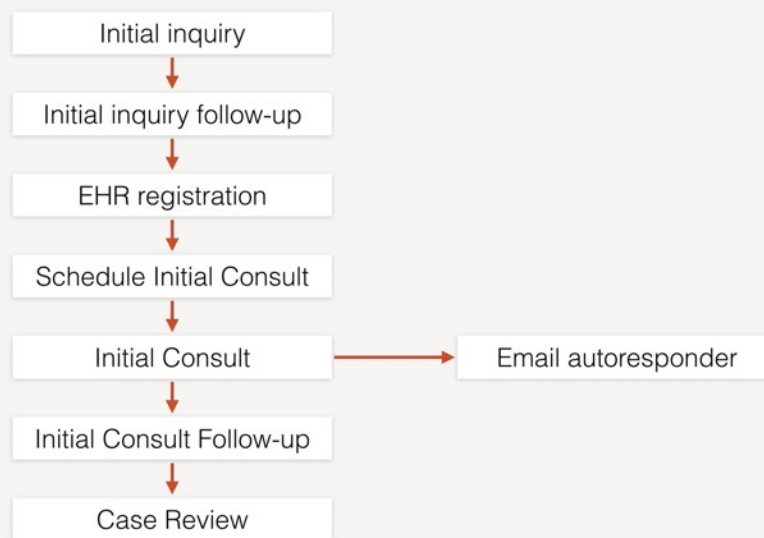 Initial inquiry
Initial inquiry follow-up
EHR registration
Schedule Initial Consult
Initial Consult
Email autoresponder
Initial Consult Follow-up
Case Review